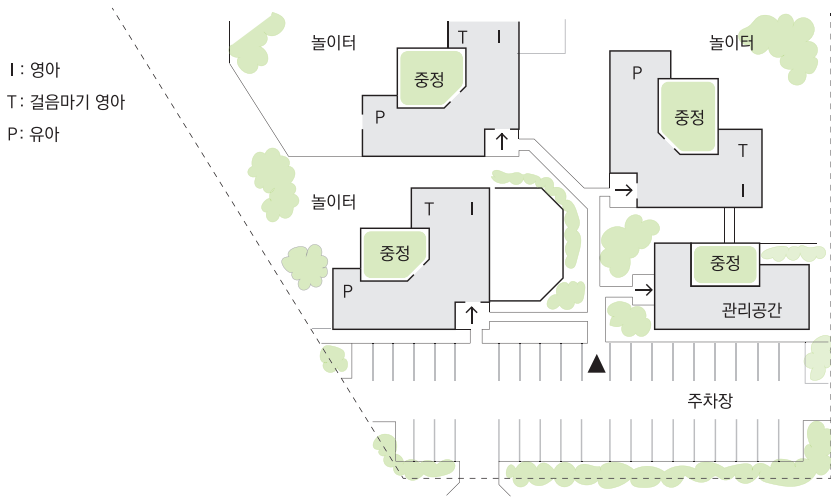 I : 영아
T : 걸음마기 영아
P : 유아
놀이터
T I
중정
P
놀이터
P
중정
T
I
놀이터
T I
중정
P
중정
관리공간
주차장